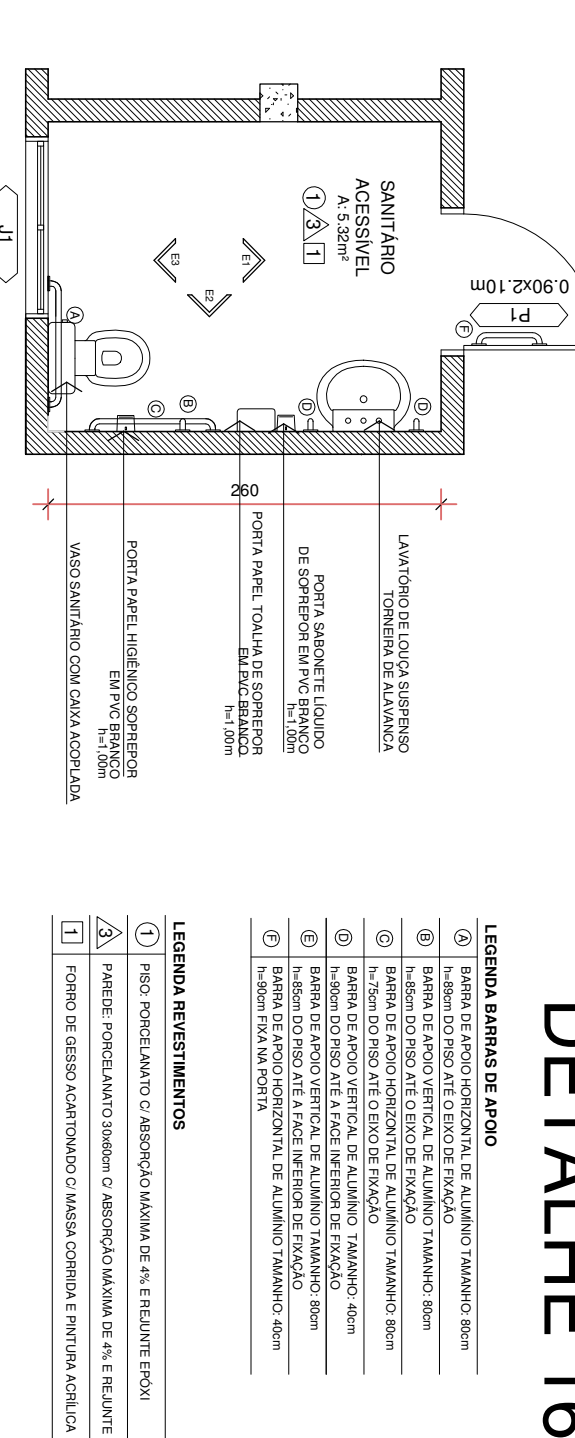 DETALHE 16
SANITÁRIO
ACESSÍVEL
A: 5.32m²
1 3 1
E1
E2
E3
0.90x2.10m
P1
J1
F
D
D
B
C
A
260
LAVATÓRIO DE LOUÇA SUSPENSO
TORNEIRA DE ALAVANCA
PORTA SABONETE LÍQUIDO
DE SOPREPOR EM PVC BRANCO
h=1,00m
PORTA PAPEL TOALHA DE SOPREPOR
EM PVC BRANCO
h=1,00m
PORTA PAPEL HIGIÊNICO SOPREPOR
EM PVC BRANCO
h=1,00m
VASO SANITÁRIO COM CAIXA ACOPLADA
LEGENDA BARRAS DE APOIO
A BARRA DE APOIO HORIZONTAL DE ALUMÍNIO TAMANHO: 80cm
h=89cm DO PISO ATÉ O EIXO DE FIXAÇÃO
B BARRA DE APOIO VERTICAL DE ALUMÍNIO TAMANHO: 80cm
h=85cm DO PISO ATÉ O EIXO DE FIXAÇÃO
C BARRA DE APOIO HORIZONTAL DE ALUMÍNIO TAMANHO: 80cm
h=75cm DO PISO ATÉ O EIXO DE FIXAÇÃO
D BARRA DE APOIO VERTICAL DE ALUMÍNIO TAMANHO: 40cm
h=90cm DO PISO ATÉ A FACE INFERIOR DE FIXAÇÃO
E BARRA DE APOIO VERTICAL DE ALUMÍNIO TAMANHO: 80cm
h=85cm DO PISO ATÉ A FACE INFERIOR DE FIXAÇÃO
F BARRA DE APOIO HORIZONTAL DE ALUMÍNIO TAMANHO: 40cm
h=90cm FIXA NA PORTA
LEGENDA REVESTIMENTOS
1 PISO: PORCELANATO C/ ABSORÇÃO MÁXIMA DE 4% E REJUNTE EPÓXI
3 PAREDE: PORCELANATO 30x60cm C/ ABSORÇÃO MÁXIMA DE 4% E REJUNTE
1 FORRO DE GESSO ACARTONADO C/ MASSA CORRIDA E PINTURA ACRÍLICA